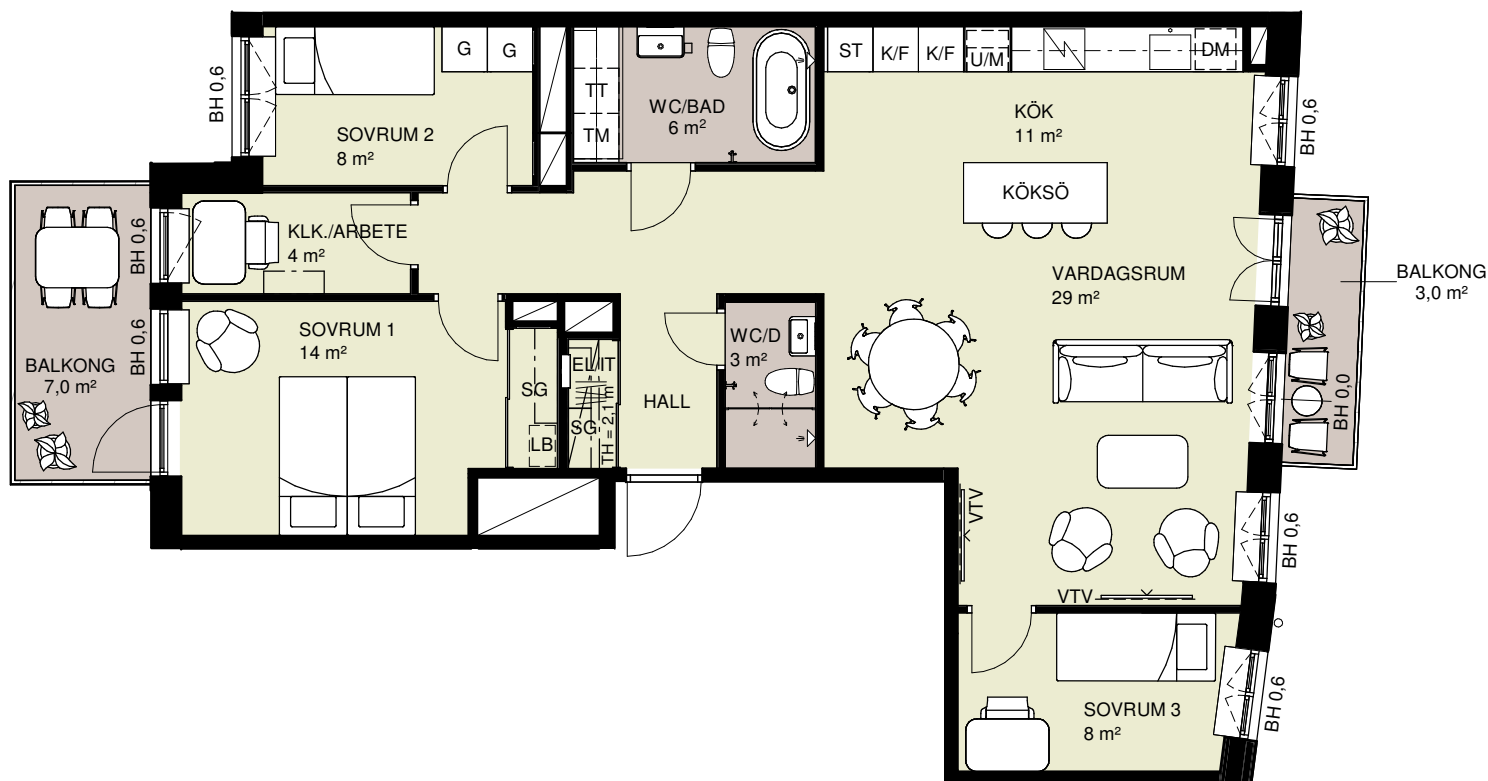 G
G
ST
K/F
K/F
U/M
DM
BH 0,6
TT
TM
WC/BAD
6 m²
KÖK
11 m²
BH 0,6
SOVRUM 2
8 m²
KÖKSÖ
KLK./ARBETE
4 m²
BH 0,6
VARDAGSRUM
29 m²
BALKONG
3,0 m²
SOVRUM 1
14 m²
BH 0,6
BALKONG
7,0 m²
WC/D
3 m²
EL/IT
SG
SG
LB
TH = 2,1 m
HALL
BH 0,0
VTV
BH 0,6
VTV
SOVRUM 3
8 m²
BH 0,6